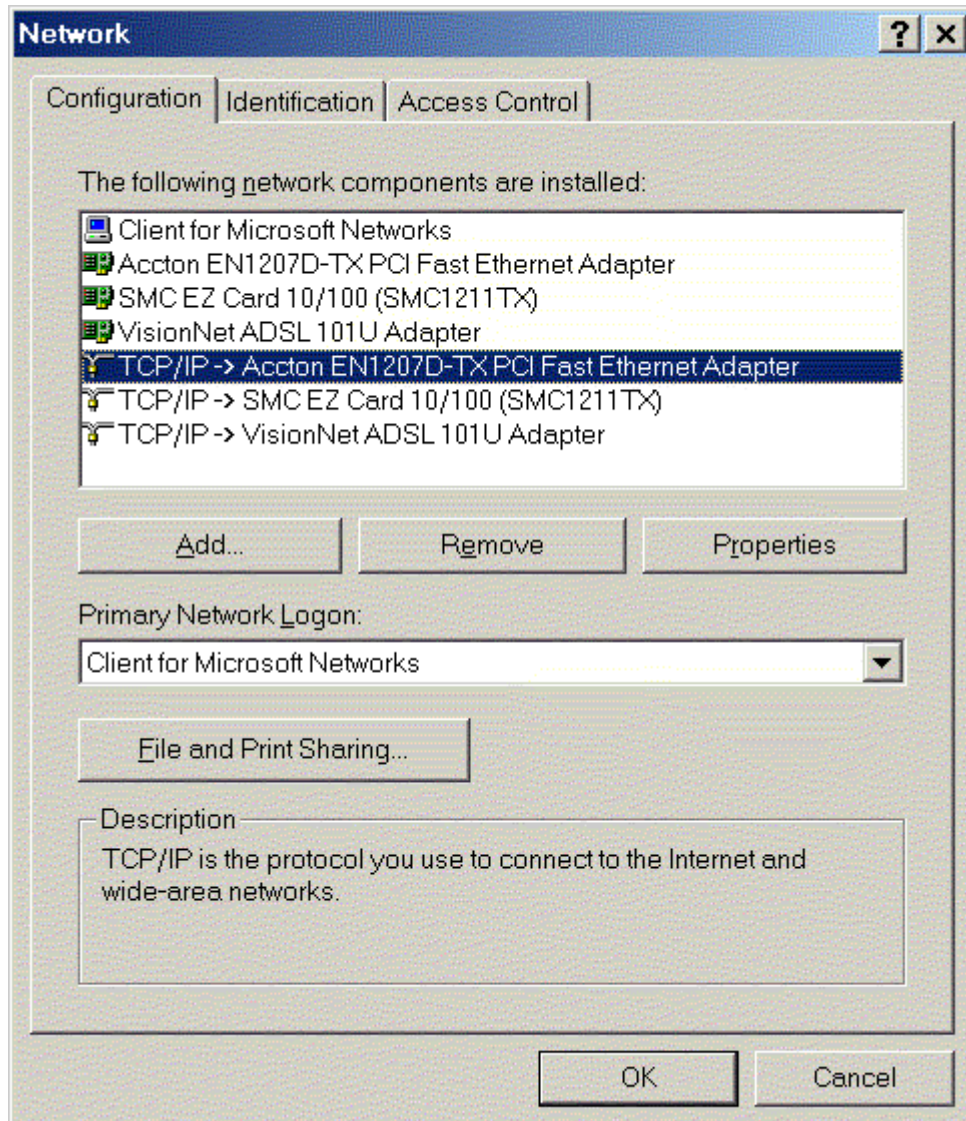 Network
Configuration Identification Access Control
The following network components are installed:
Client for Microsoft Networks
Accton EN1207D-TX PCI Fast Ethernet Adapter
SMC EZ Card 10/100 (SMC1211TX)
VisionNet ADSL 101U Adapter
TCP/IP -> Accton EN1207D-TX PCI Fast Ethernet Adapter
TCP/IP -> SMC EZ Card 10/100 (SMC1211TX)
TCP/IP -> VisionNet ADSL 101U Adapter
Add... Remove Properties
Primary Network Logon:
Client for Microsoft Networks
File and Print Sharing...
Description
TCP/IP is the protocol you use to connect to the Internet and
wide-area networks.
OK Cancel